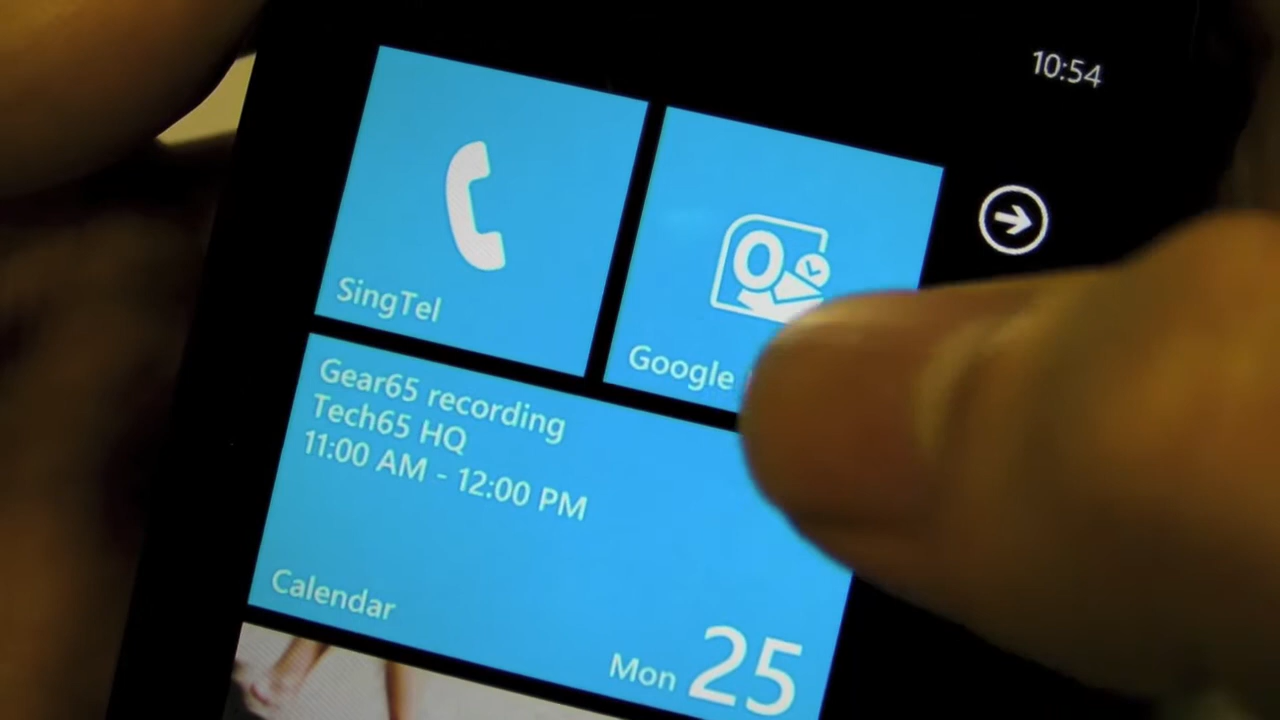 10:54
SingTel
Google
Gear65 recording
Tech65 HQ
11:00 AM - 12:00 PM
Calendar
Mon 25